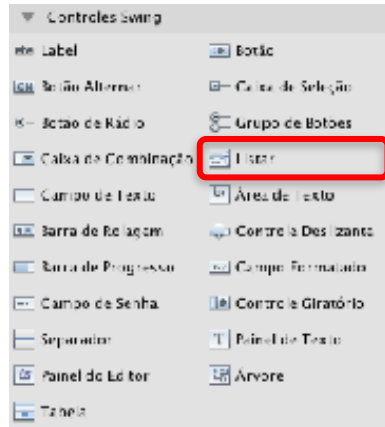 Controles Swing
Label Botão
Botão Alternar Caixa de Seleção
Botão de Rádio Grupo de Botões
Caixa de Combinação Listar
Campo de Texto Área de Texto
Barra de Rolagem Controle Deslizante
Barra de Progresso Campo Formatado
Campo de Senha Controle Giratório
Separador Painel de Texto
Painel do Editor Árvore
Tabela